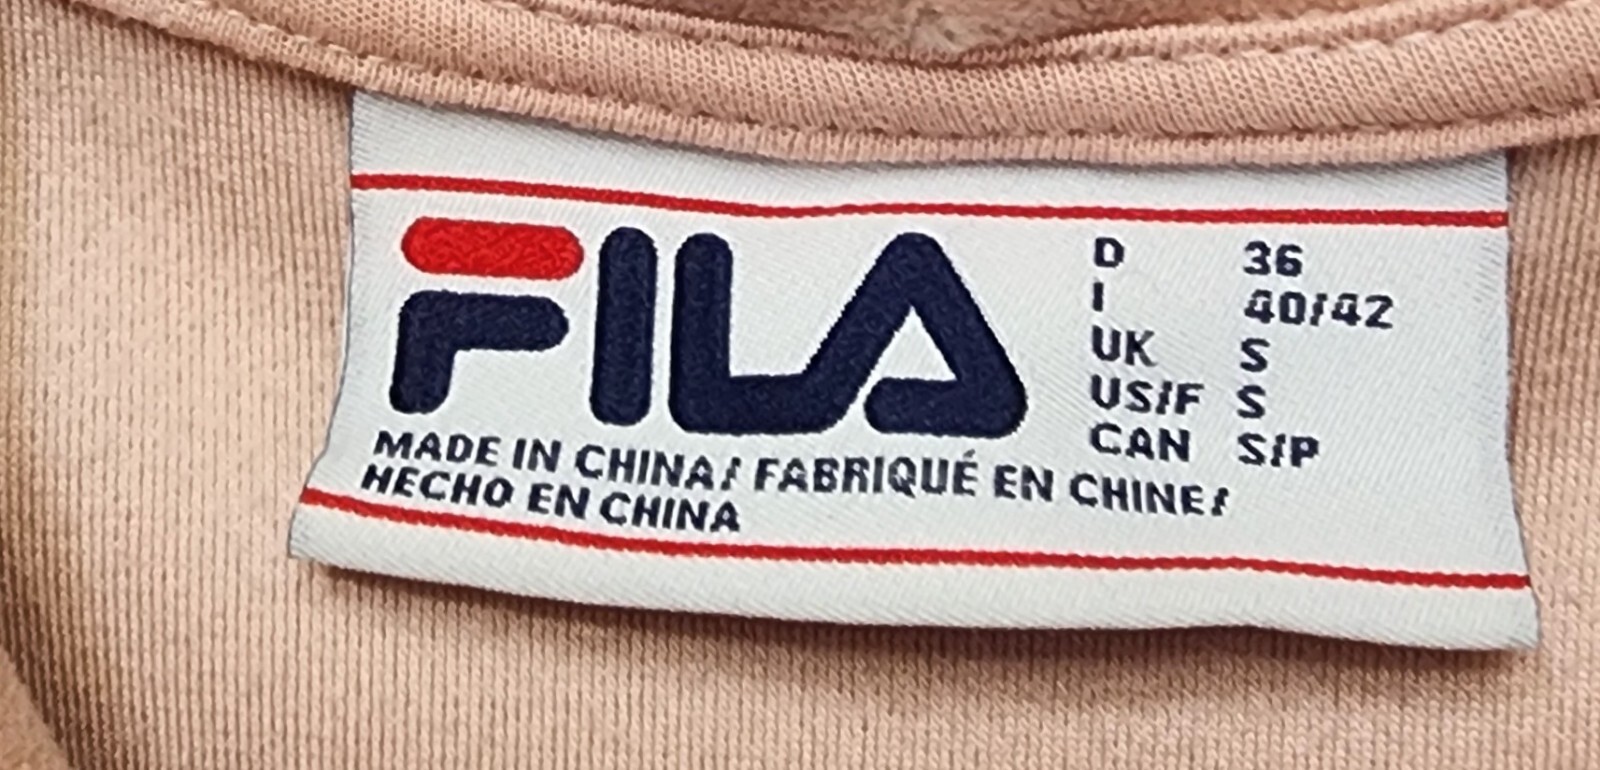 FILA
D 36
I 40/42
UK S
US/F S
CAN S/P
MADE IN CHINA/ FABRIQUÉ EN CHINE/
HECHO EN CHINA